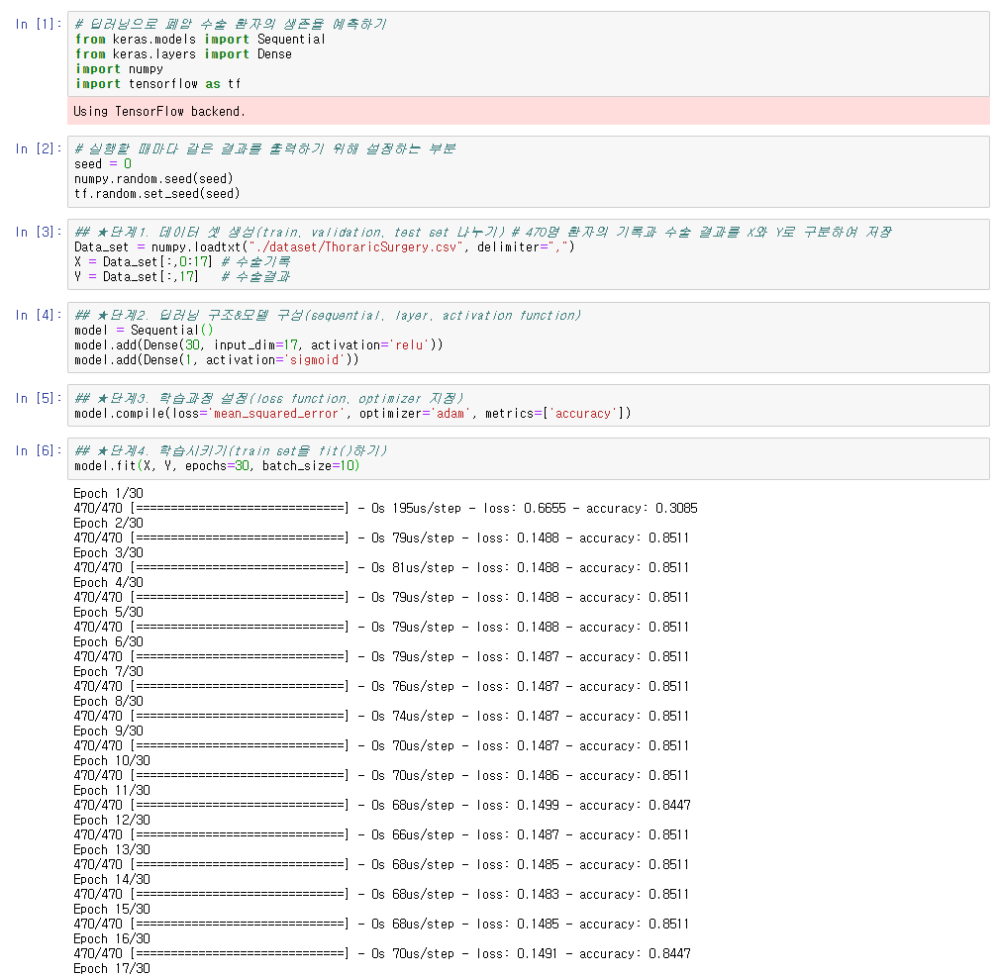 In [1]:
# 딥러닝으로 폐암 수술 환자의 생존율 예측하기
from keras.models import Sequential
from keras.layers import Dense
import numpy
import tensorflow as tf
Using TensorFlow backend.
In [2]:
# 실행할 때마다 같은 결과를 출력하기 위해 설정하는 부분
seed = 0
numpy.random.seed(seed)
tf.random.set_seed(seed)
In [3]:
## ★단계1. 데이터 셋 생성(train, validation, test set 나누기) # 470명 환자의 기록과 수술 결과를 X와 Y로 구분하여 저장
Data_set = numpy.loadtxt("./dataset/ThoraricSurgery.csv", delimiter=",")
X = Data_set[:,0:17] # 수술기록
Y = Data_set[:,17] # 수술결과
In [4]:
## ★단계2. 딥러닝 구조&모델 구성(sequential, layer, activation function)
model = Sequential()
model.add(Dense(30, input_dim=17, activation='relu'))
model.add(Dense(1, activation='sigmoid'))
In [5]:
## ★단계3. 학습과정 설정(loss function, optimizer 지정)
model.compile(loss='mean_squared_error', optimizer='adam', metrics=['accuracy'])
In [6]:
## ★단계4. 학습시키기(train set을 fit()하기)
model.fit(X, Y, epochs=30, batch_size=10)
Epoch 1/30
470/470 [==============================] - 0s 195us/step - loss: 0.6655 - accuracy: 0.3085
Epoch 2/30
470/470 [==============================] - 0s 79us/step - loss: 0.1488 - accuracy: 0.8511
Epoch 3/30
470/470 [==============================] - 0s 81us/step - loss: 0.1488 - accuracy: 0.8511
Epoch 4/30
470/470 [==============================] - 0s 79us/step - loss: 0.1488 - accuracy: 0.8511
Epoch 5/30
470/470 [==============================] - 0s 79us/step - loss: 0.1488 - accuracy: 0.8511
Epoch 6/30
470/470 [==============================] - 0s 79us/step - loss: 0.1487 - accuracy: 0.8511
Epoch 7/30
470/470 [==============================] - 0s 76us/step - loss: 0.1487 - accuracy: 0.8511
Epoch 8/30
470/470 [==============================] - 0s 74us/step - loss: 0.1487 - accuracy: 0.8511
Epoch 9/30
470/470 [==============================] - 0s 70us/step - loss: 0.1487 - accuracy: 0.8511
Epoch 10/30
470/470 [==============================] - 0s 70us/step - loss: 0.1486 - accuracy: 0.8511
Epoch 11/30
470/470 [==============================] - 0s 68us/step - loss: 0.1499 - accuracy: 0.8447
Epoch 12/30
470/470 [==============================] - 0s 66us/step - loss: 0.1487 - accuracy: 0.8511
Epoch 13/30
470/470 [==============================] - 0s 68us/step - loss: 0.1485 - accuracy: 0.8511
Epoch 14/30
470/470 [==============================] - 0s 68us/step - loss: 0.1483 - accuracy: 0.8511
Epoch 15/30
470/470 [==============================] - 0s 68us/step - loss: 0.1485 - accuracy: 0.8511
Epoch 16/30
470/470 [==============================] - 0s 70us/step - loss: 0.1491 - accuracy: 0.8447
Epoch 17/30